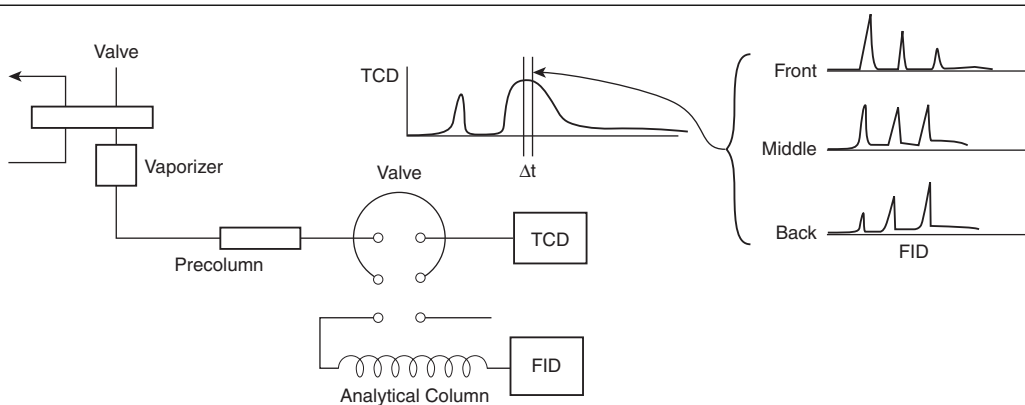 Valve
Vaporizer
Precolumn
Valve
TCD
FID
Analytical Column
TCD
Δt
Front
Middle
Back
FID